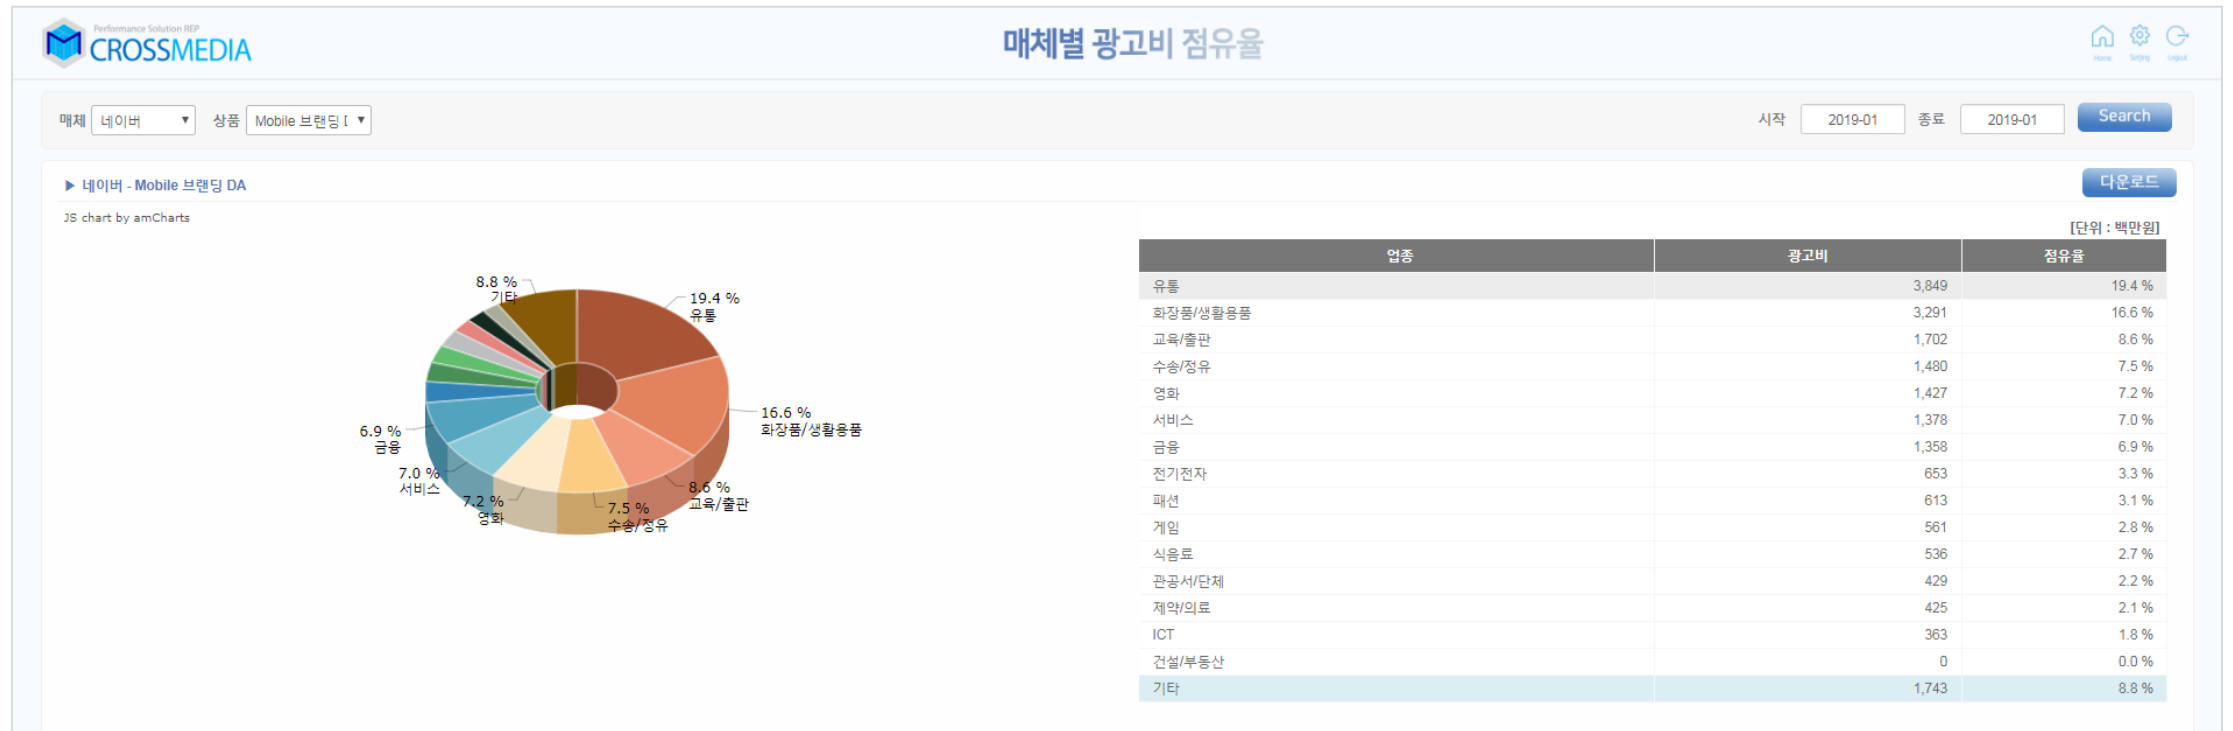 Performance Solution REP
CROSSMEDIA
매체별 광고비 점유율
Home Setting Logout
매체 네이버 ▼ 상품 Mobile 브랜딩 [ ▼ 시작 2019-01 종료 2019-01 Search
▶ 네이버 - Mobile 브랜딩 DA 다운로드
JS chart by amCharts
[단위 : 백만원]
8.8 %
기타
19.4 %
유통
16.6 %
화장품/생활용품
8.6 %
교육/출판
7.5 %
수송/정유
7.2 %
영화
7.0 %
서비스
6.9 %
금융
업종 광고비 점유율
유통 3,849 19.4 %
화장품/생활용품 3,291 16.6 %
교육/출판 1,702 8.6 %
수송/정유 1,480 7.5 %
영화 1,427 7.2 %
서비스 1,378 7.0 %
금융 1,358 6.9 %
전기전자 653 3.3 %
패션 613 3.1 %
게임 561 2.8 %
식음료 536 2.7 %
관공서/단체 429 2.2 %
제약/의료 425 2.1 %
ICT 363 1.8 %
건설/부동산 0 0.0 %
기타 1,743 8.8 %